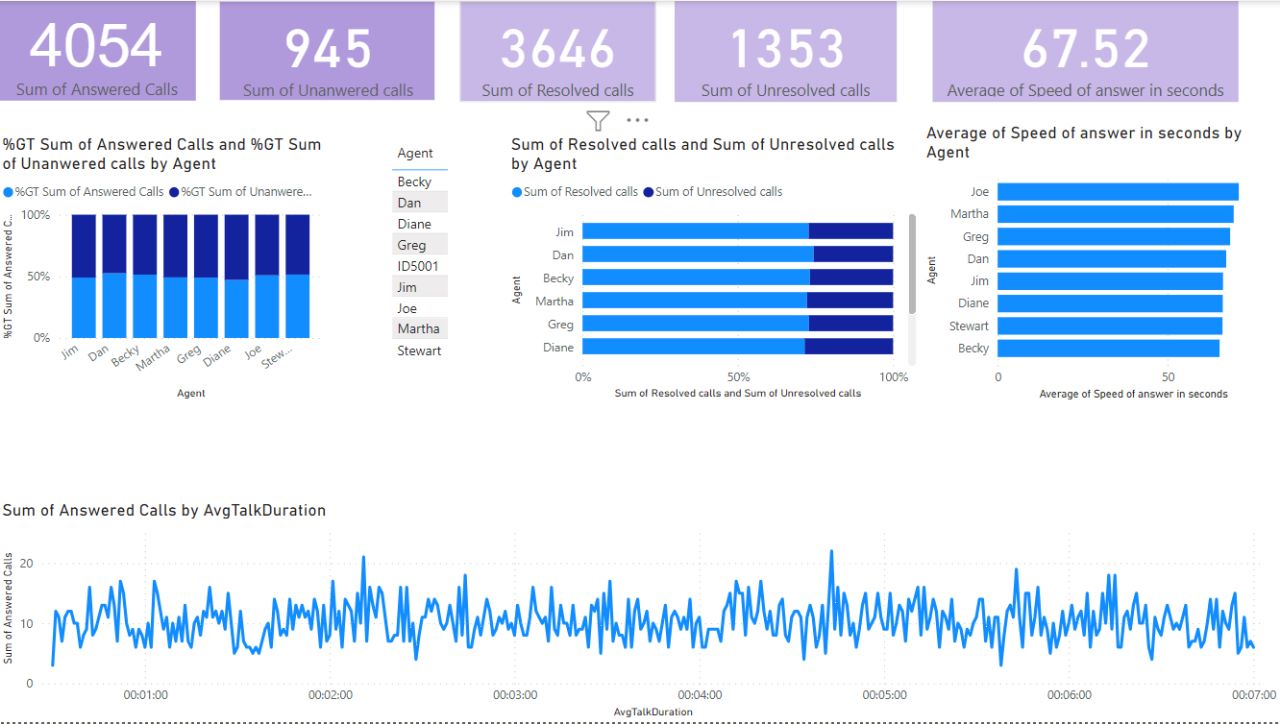 4054
Sum of Answered Calls
945
Sum of Unanwered calls
3646
Sum of Resolved calls
1353
Sum of Unresolved calls
67.52
Average of Speed of answer in seconds
%GT Sum of Answered Calls and %GT Sum
of Unanwered calls by Agent
%GT Sum of Answered Calls %GT Sum of Unanwere...
%GT Sum of Answered C...
100%
50%
0%
Jim Dan Becky Martha Greg Diane Joe Stew...
Agent
Agent
Becky
Dan
Diane
Greg
ID5001
Jim
Joe
Martha
Stewart
Sum of Resolved calls and Sum of Unresolved calls
by Agent
Sum of Resolved calls Sum of Unresolved calls
Agent
Jim
Dan
Becky
Martha
Greg
Diane
0% 50% 100%
Sum of Resolved calls and Sum of Unresolved calls
Average of Speed of answer in seconds by
Agent
Agent
Joe
Martha
Greg
Dan
Jim
Diane
Stewart
Becky
0 50
Average of Speed of answer in seconds
Sum of Answered Calls by AvgTalkDuration
Sum of Answered Calls
20
10
0
00:01:00 00:02:00 00:03:00 00:04:00 00:05:00 00:06:00 00:07:00
AvgTalkDuration